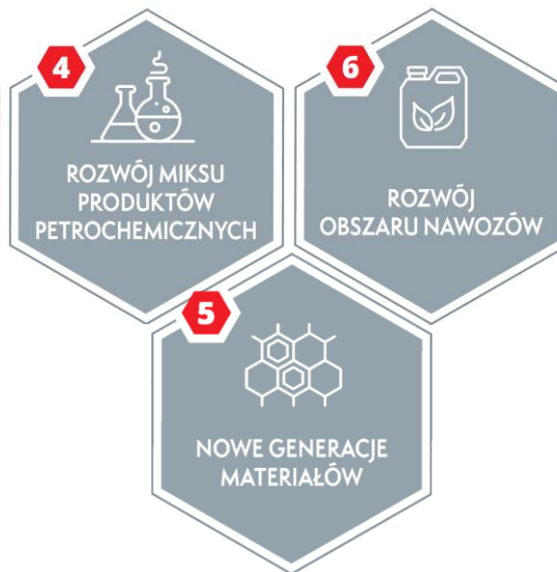 4
ROZWÓJ MIKSU
PRODUKTÓW
PETROCHEMICZNYCH
5
NOWE GENERACJE
MATERIAŁÓW
6
ROZWÓJ
OBSZARU NAWOZÓW